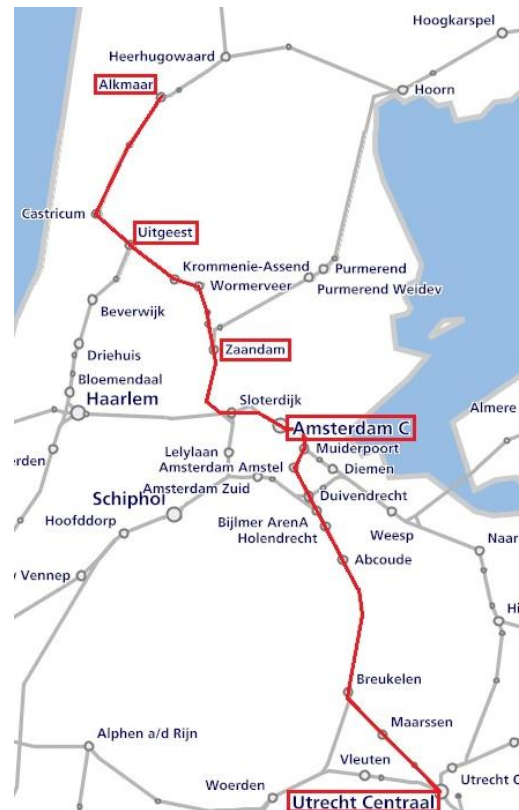 Hoogkarspel
Heerhugowaard
Alkmaar
Hoorn
Castricum
Uitgeest
Krommenie-Assend
Purmerend
Wormerveer
Purmerend Weidev
Beverwijk
Driehuis
Zaandam
Bloemendaal
Haarlem
Sloterdijk
Almere
Amsterdam C
erden
Lelylaan
Muiderpoort
Amsterdam Amstel
Diemen
Amsterdam Zuid
Schiphol
Duivendrecht
Hoofddorp
Bijlmer ArenA
Weesp
Holendrecht
Naar
Abcoude
Vennep
Hi
Breukelen
Maarssen
Alphen a/d Rijn
Vleuten
Utrecht O
Woerden
Utrecht Centraal